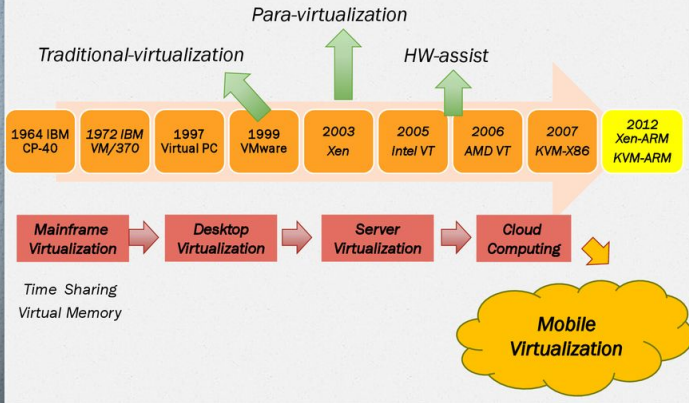 Para-virtualization
Traditional-virtualization
HW-assist
1964 IBM
CP-40
1972 IBM
VM/370
1997
Virtual PC
1999
VMware
2003
Xen
2005
Intel VT
2006
AMD VT
2007
KVM-X86
2012
Xen-ARM
KVM-ARM
Mainframe
Virtualization
Desktop
Virtualization
Server
Virtualization
Cloud
Computing
Time Sharing
Virtual Memory
Mobile
Virtualization